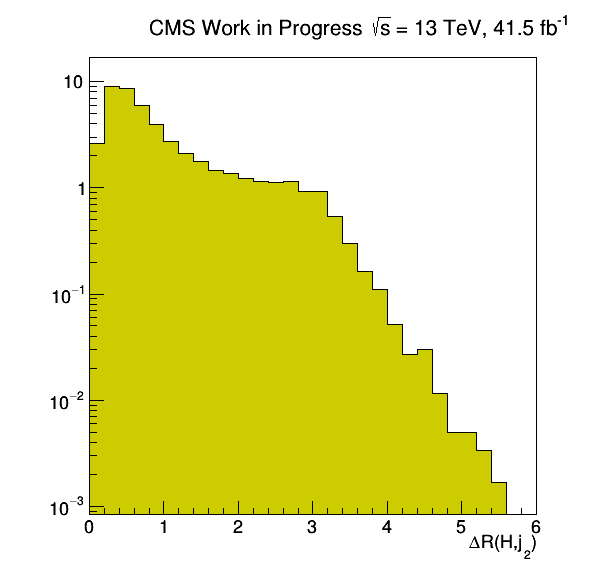 CMS Work in Progress √s = 13 TeV, 41.5 fb⁻¹
10
1
10⁻¹
10⁻²
10⁻³
0 1 2 3 4 5 6
ΔR(H,j₂)